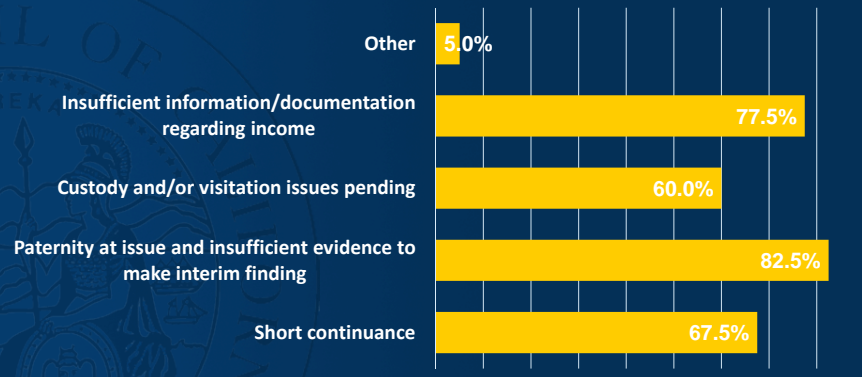 Other
5.0%
Insufficient information/documentation
regarding income
77.5%
Custody and/or visitation issues pending
60.0%
Paternity at issue and insufficient evidence to
make interim finding
82.5%
Short continuance
67.5%